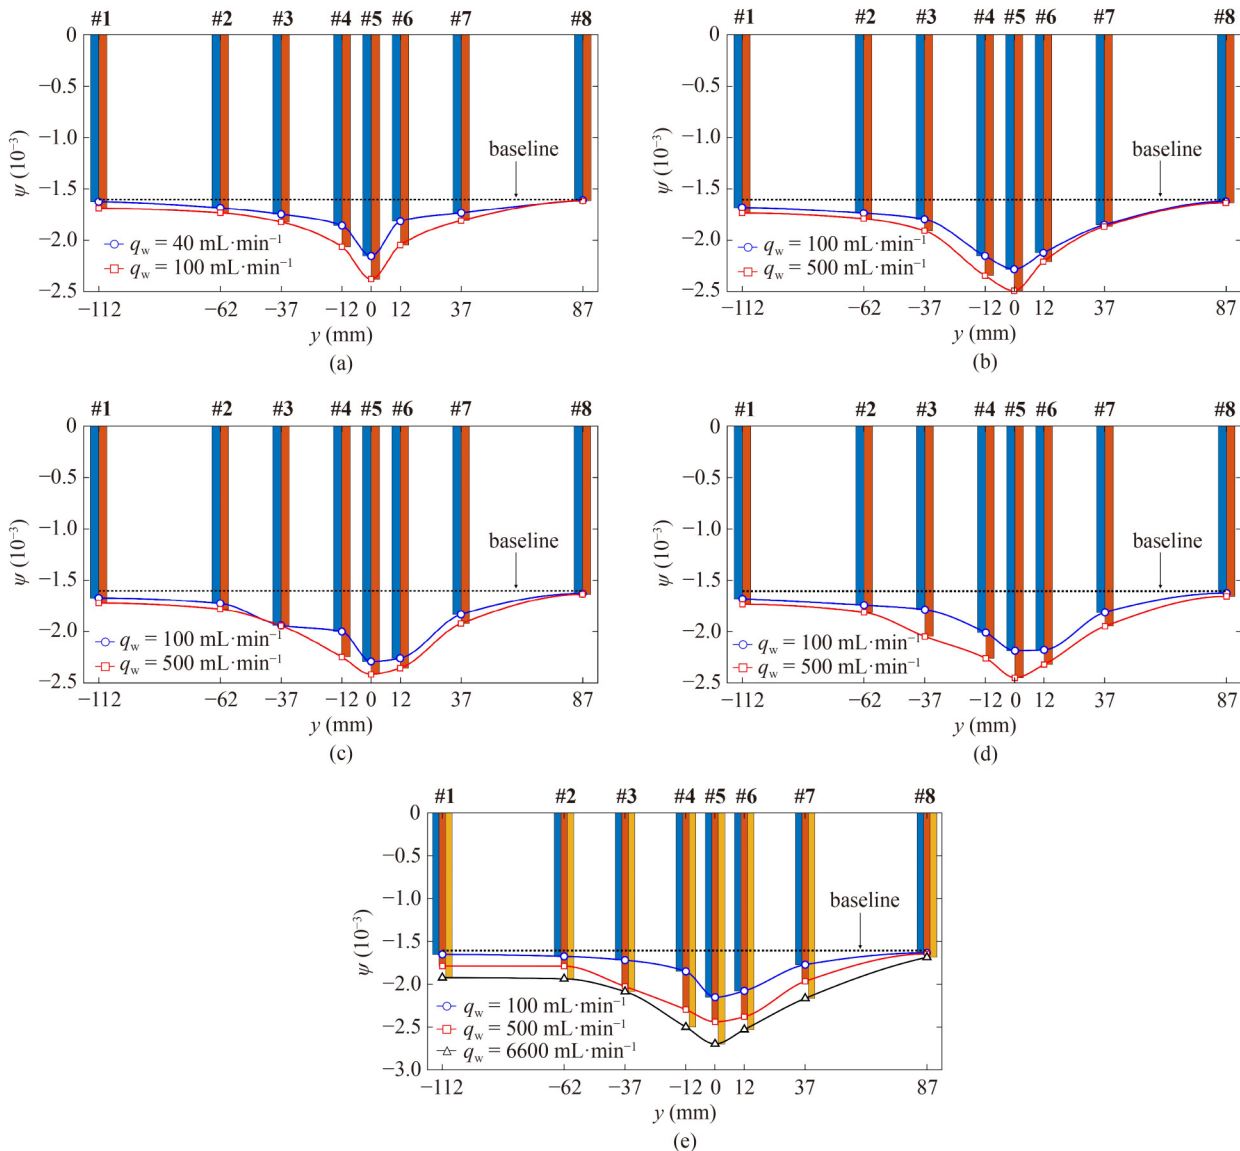 #1 #2 #3 #4 #5 #6 #7 #8
0
−0.5
−1.0
−1.5
−2.0
−2.5
ψ (10⁻³)
baseline
q_w = 40 mL·min⁻¹
q_w = 100 mL·min⁻¹
−112 −62 −37 −12 0 12 37 87
y (mm)
(a)
#1 #2 #3 #4 #5 #6 #7 #8
0
−0.5
−1.0
−1.5
−2.0
−2.5
ψ (10⁻³)
baseline
q_w = 100 mL·min⁻¹
q_w = 500 mL·min⁻¹
−112 −62 −37 −12 0 12 37 87
y (mm)
(b)
#1 #2 #3 #4 #5 #6 #7 #8
0
−0.5
−1.0
−1.5
−2.0
−2.5
ψ (10⁻³)
baseline
q_w = 100 mL·min⁻¹
q_w = 500 mL·min⁻¹
−112 −62 −37 −12 0 12 37 87
y (mm)
(c)
#1 #2 #3 #4 #5 #6 #7 #8
0
−0.5
−1.0
−1.5
−2.0
−2.5
ψ (10⁻³)
baseline
q_w = 100 mL·min⁻¹
q_w = 500 mL·min⁻¹
−112 −62 −37 −12 0 12 37 87
y (mm)
(d)
#1 #2 #3 #4 #5 #6 #7 #8
0
−0.5
−1.0
−1.5
−2.0
−2.5
−3.0
ψ (10⁻³)
baseline
q_w = 100 mL·min⁻¹
q_w = 500 mL·min⁻¹
q_w = 6600 mL·min⁻¹
−112 −62 −37 −12 0 12 37 87
y (mm)
(e)